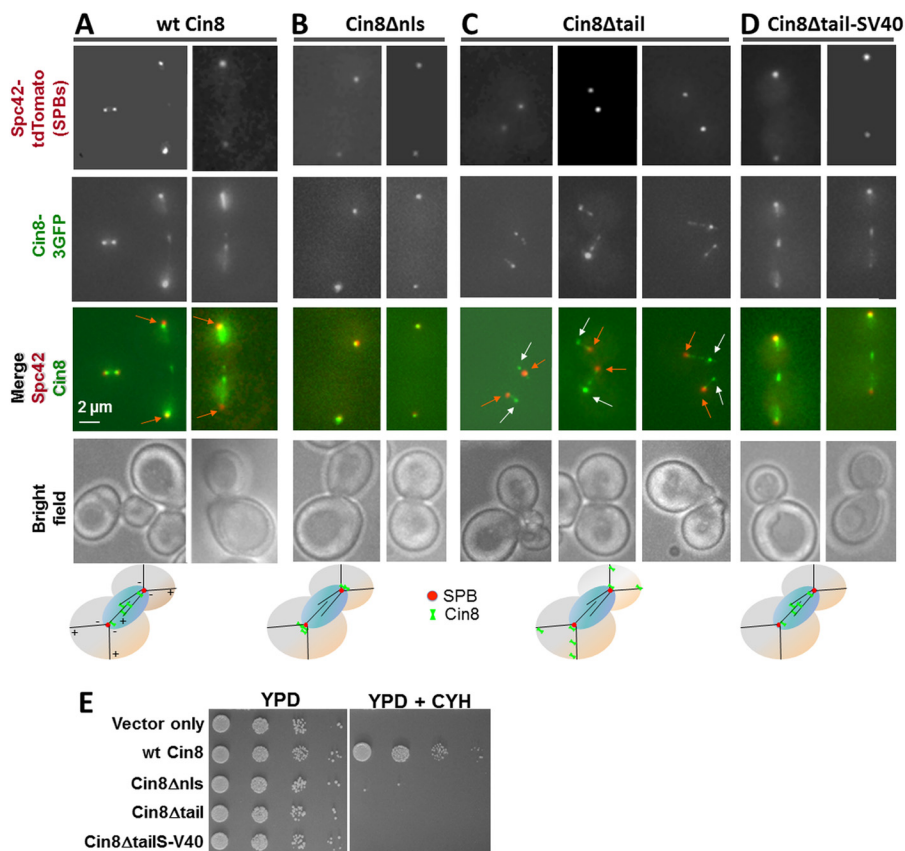 A wt Cin8 B Cin8Δnls C Cin8Δtail D Cin8Δtail-SV40
Spc42-
tdTomato
(SPBs)
Cin8-
3GFP
Merge
Spc42
Cin8
2 µm
Bright
field
- + - - + - + +
SPB
Cin8
E YPD YPD + CYH
Vector only
wt Cin8
Cin8Δnls
Cin8Δtail
Cin8ΔtailS-V40